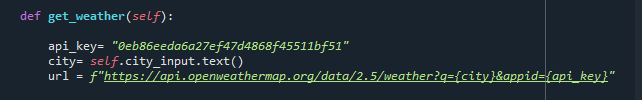 def get_weather(self):
api_key= "0eb86eeda6a27ef47d4868f45511bf51"
city= self.city_input.text()
url = f"https://api.openweathermap.org/data/2.5/weather?q={city}&appid={api_key}"